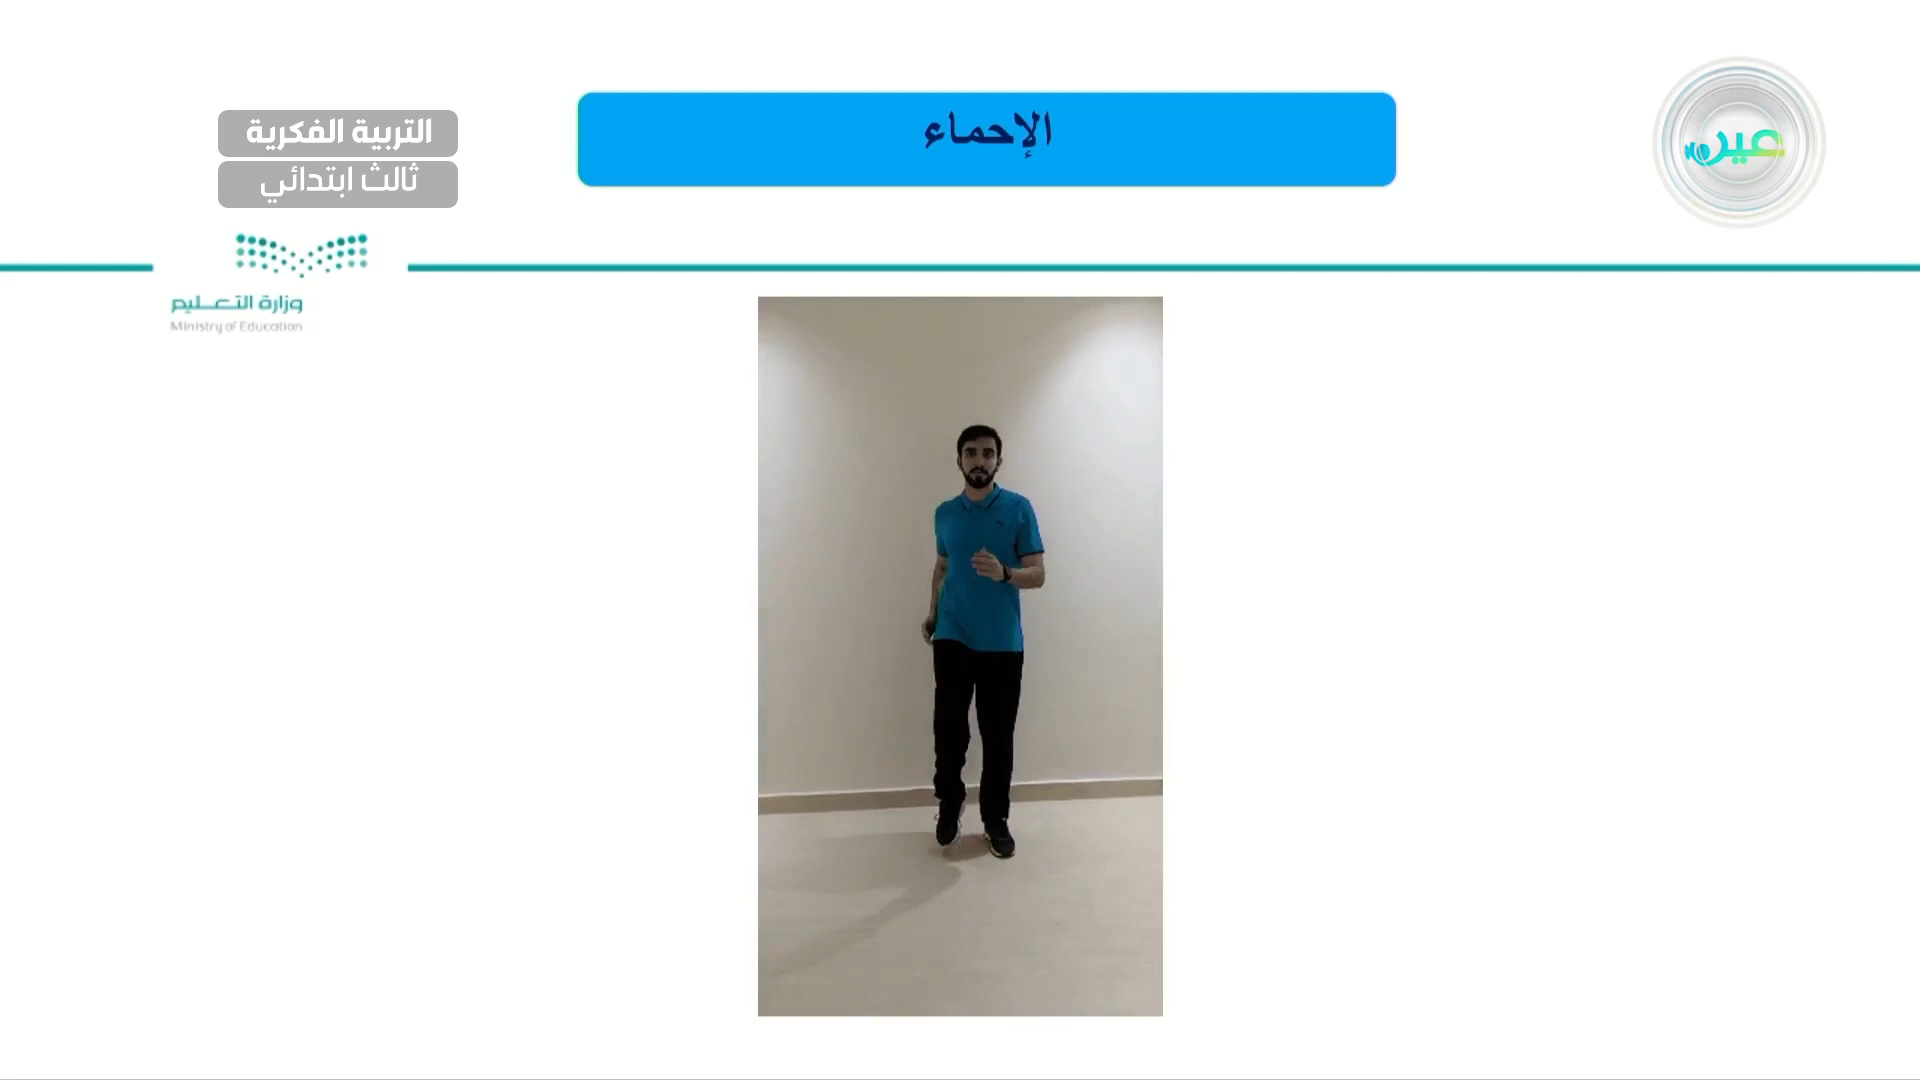 الإحماء
التربية الفكرية
ثالث ابتدائي
وزارة التعليم
Ministry of Education
عين